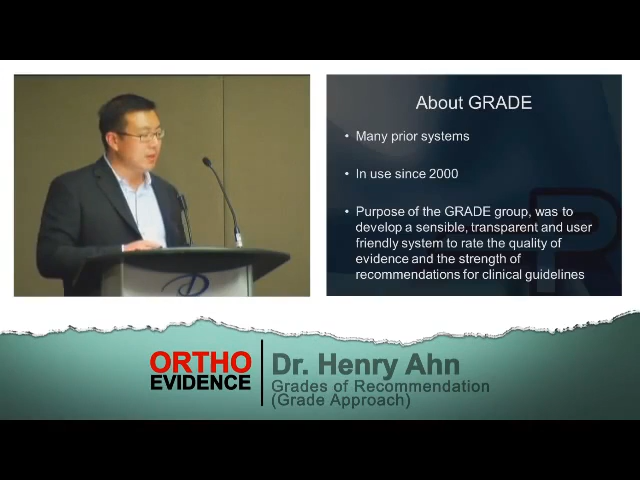 About GRADE
• Many prior systems
• In use since 2000
• Purpose of the GRADE group, was to
develop a sensible, transparent and user
friendly system to rate the quality of
evidence and the strength of
recommendations for clinical guidelines
ORTHO
EVIDENCE
Dr. Henry Ahn
Grades of Recommendation
(Grade Approach)